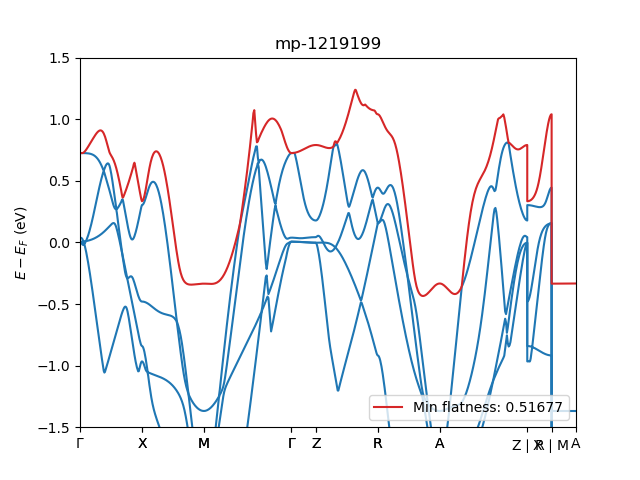 mp-1219199
E − E_F (eV)
1.5
1.0
0.5
0.0
−0.5
−1.0
−1.5
Min flatness: 0.51677
Γ X M Γ Z R A Z | X R | M A